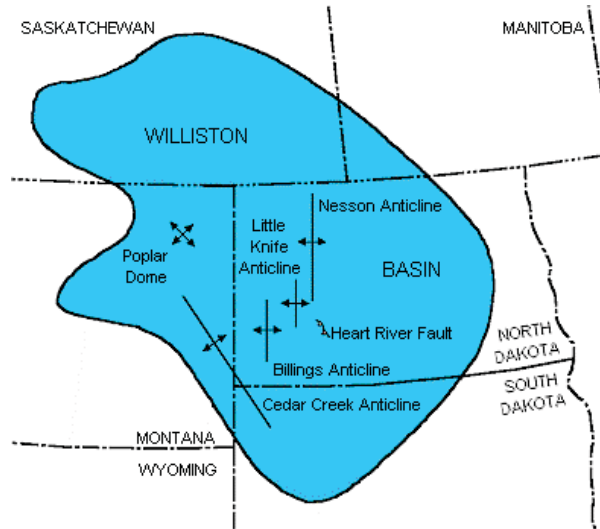 SASKATCHEWAN
MANITOBA
WILLISTON
Nesson Anticline
Little
Knife
Anticline
Poplar
Dome
BASIN
Heart River Fault
NORTH
DAKOTA
Billings Anticline
SOUTH
DAKOTA
Cedar Creek Anticline
MONTANA
WYOMING